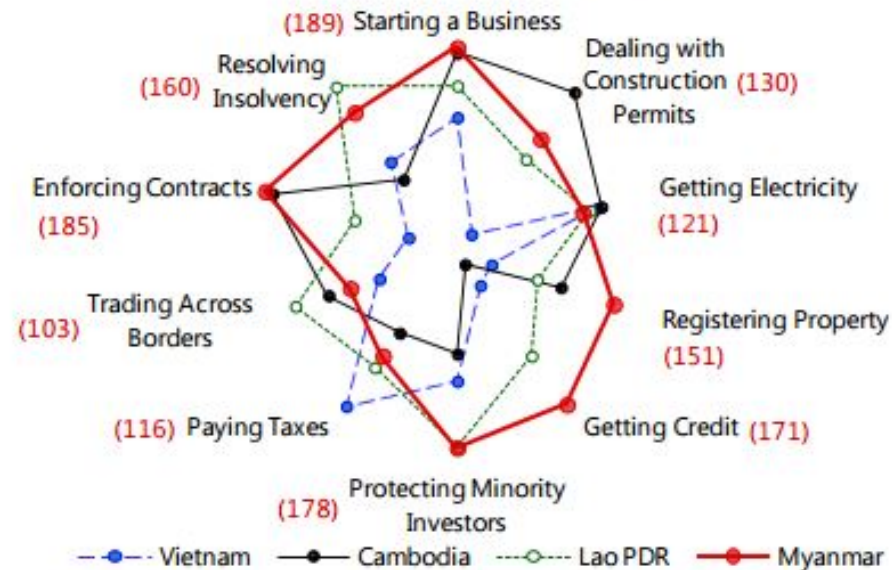 (189) Starting a Business
Dealing with
Construction (130)
Permits
Resolving
(160) Insolvency
Enforcing Contracts
(185)
Getting Electricity
(121)
Trading Across
(103) Borders
Registering Property
(151)
(116) Paying Taxes
Getting Credit (171)
Protecting Minority
(178) Investors
Vietnam Cambodia Lao PDR Myanmar